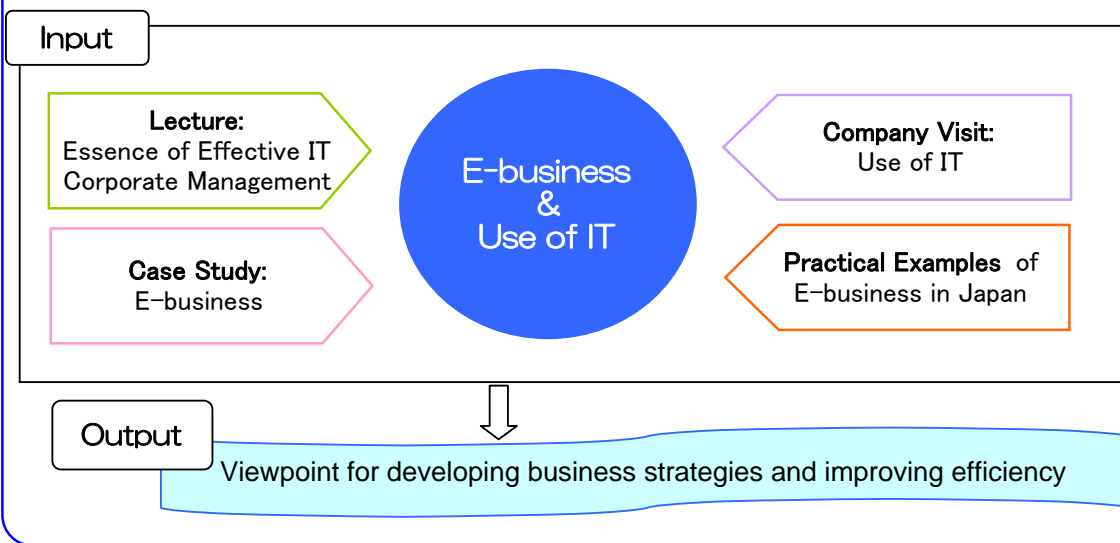 Input
Lecture:
Essence of Effective IT
Corporate Management
Case Study:
E-business
E-business
&
Use of IT
Company Visit:
Use of IT
Practical Examples of
E-business in Japan
Output
Viewpoint for developing business strategies and improving efficiency